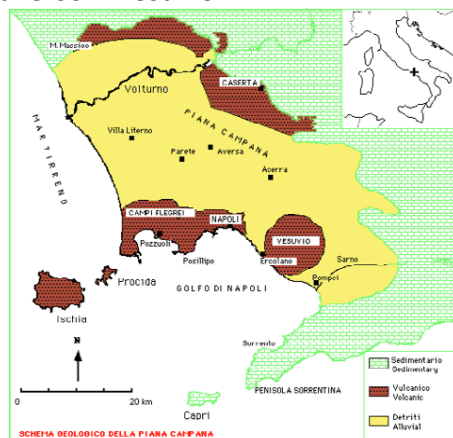 M. Massico
Volturno
CASERTA
MAR TIRRENO
Villa Literno
PIANA CAMPANA
Aversa
Parete
Acerra
CAMPI FLEGREI
NAPOLI
VESUVIO
Pozzuoli
Posillipo
Ercolano
Sarno
Pompei
Procida
GOLFO DI NAPOLI
Ischia
N
Sorrento
Sedimentario
Sedimentary
PENISOLA SORRENTINA
Vulcanico
Volcanic
0
20 km
Capri
Detriti
Alluvial
SCHEMA GEOLOGICO DELLA PIANA CAMPANA